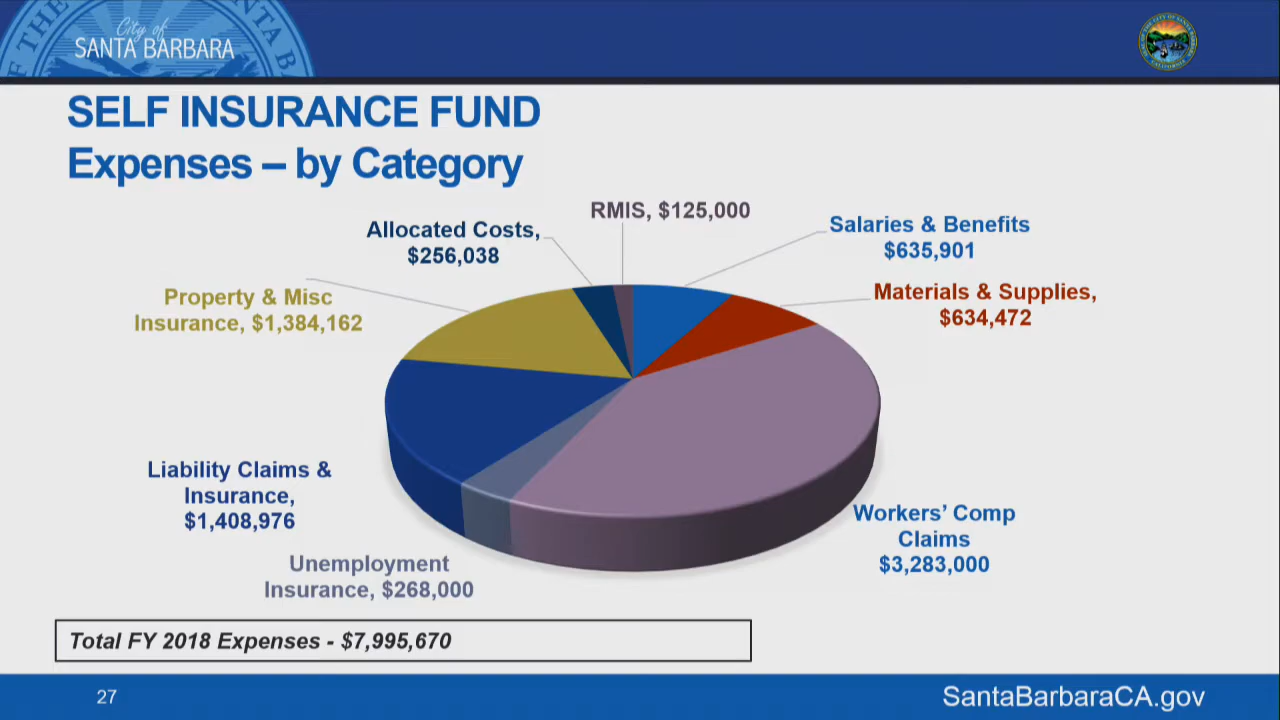 City of
SANTA BARBARA
SELF INSURANCE FUND
Expenses – by Category
RMIS, $125,000
Allocated Costs,
$256,038
Salaries & Benefits
$635,901
Property & Misc
Insurance, $1,384,162
Materials & Supplies,
$634,472
Liability Claims &
Insurance,
$1,408,976
Workers’ Comp
Claims
$3,283,000
Unemployment
Insurance, $268,000
Total FY 2018 Expenses - $7,995,670
27
SantaBarbaraCA.gov